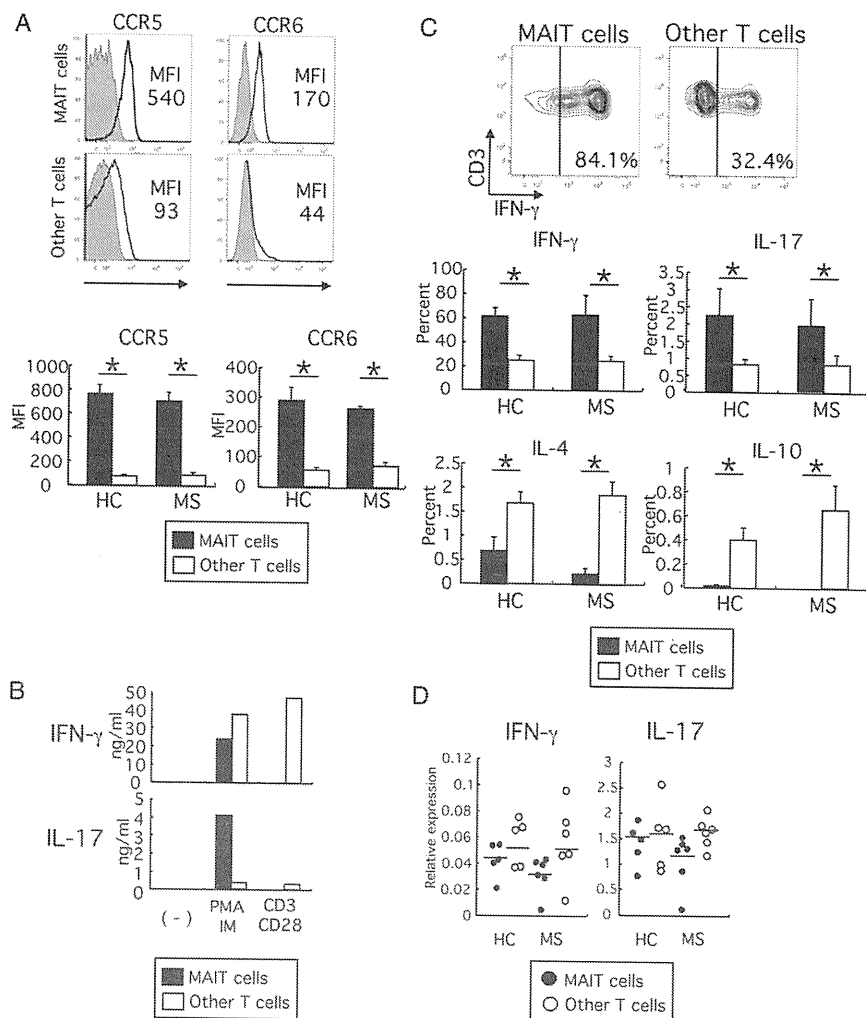 A
CCR5
CCR6
MAIT cells
MFI
540
MFI
170
Other T cells
MFI
93
MFI
44
CCR5
CCR6
MFI
1000
800
600
400
200
0
400
300
200
100
0
HC
MS
HC
MS
MAIT cells
Other T cells
B
IFN-γ
ng/ml
50
40
30
20
10
0
IL-17
ng/ml
5
4
3
2
1
0
(-)
PMA
IM
CD3
CD28
MAIT cells
Other T cells
C
MAIT cells
Other T cells
CD3
84.1%
32.4%
IFN-γ
IFN-γ
IL-17
Percent
100
80
60
40
20
0
* *
Percent
3.5
3
2.5
2
1.5
1
0.5
0
* *
HC
MS
HC
MS
IL-4
IL-10
Percent
2.5
2
1.5
1
0.5
0
* *
Percent
1
0.8
0.6
0.4
0.2
0
* *
HC
MS
HC
MS
MAIT cells
Other T cells
D
IFN-γ
IL-17
Relative expression
0.12
0.1
0.08
0.06
0.04
0.02
0
3
2.5
2
1.5
1
0.5
0
HC
MS
HC
MS
MAIT cells
Other T cells